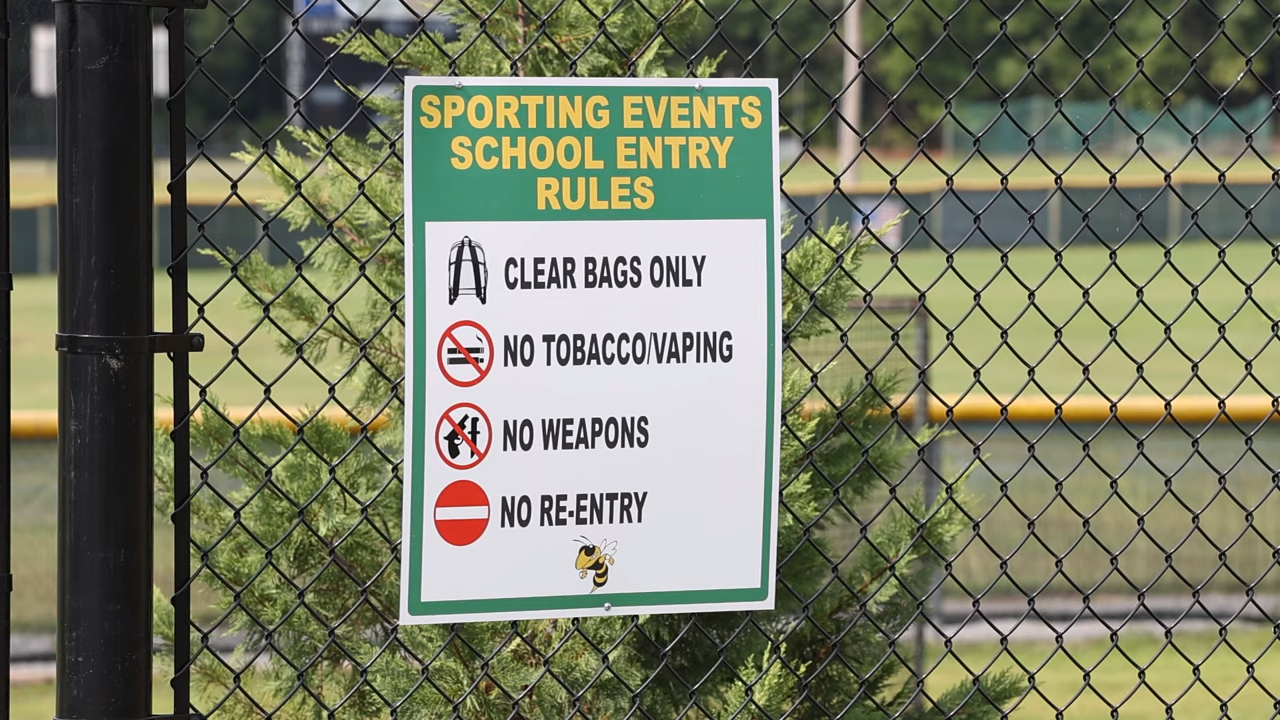 SPORTING EVENTS
SCHOOL ENTRY
RULES
CLEAR BAGS ONLY
NO TOBACCO/VAPING
NO WEAPONS
NO RE-ENTRY